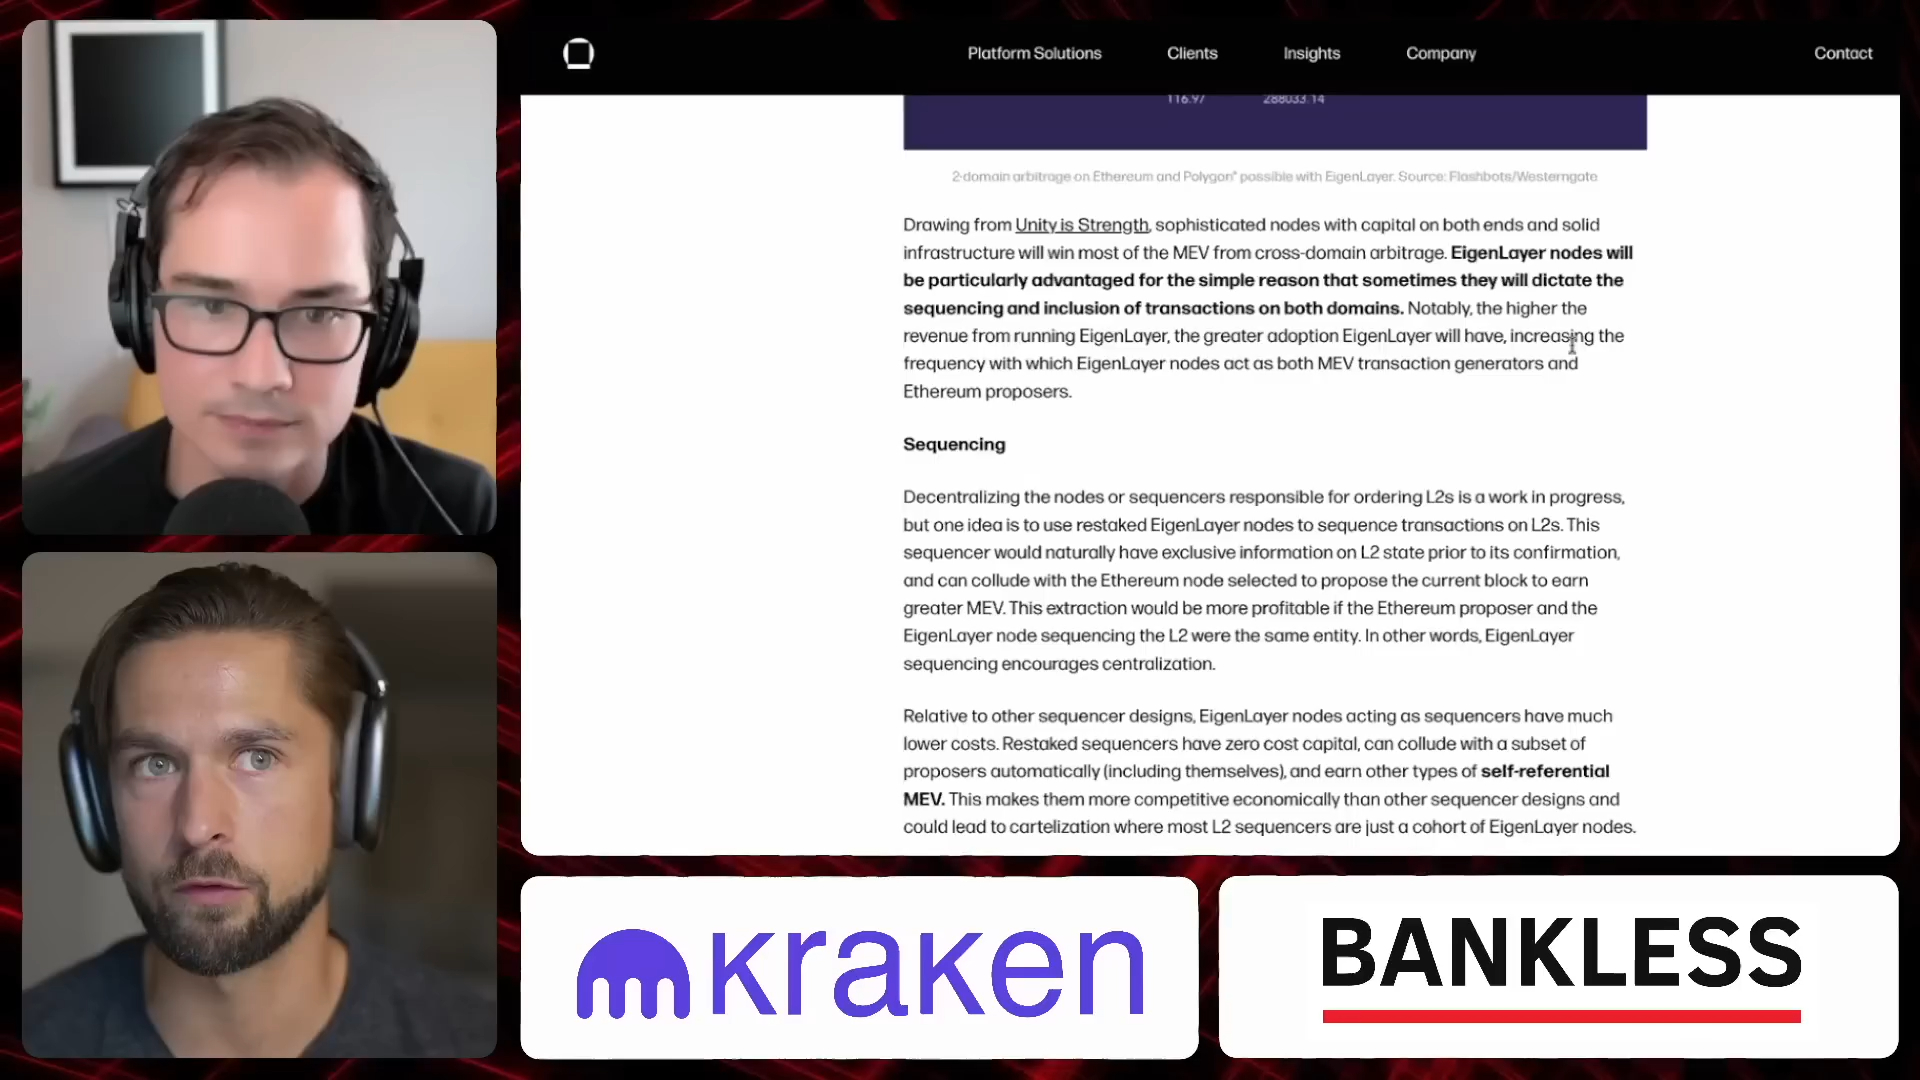 Platform Solutions
Clients
Insights
Company
Contact
116.97
288033.14
2-domain arbitrage on Ethereum and Polygon* possible with EigenLayer. Source: Flashbots/Westerngate
Drawing from Unity is Strength, sophisticated nodes with capital on both ends and solid
infrastructure will win most of the MEV from cross-domain arbitrage. EigenLayer nodes will
be particularly advantaged for the simple reason that sometimes they will dictate the
sequencing and inclusion of transactions on both domains. Notably, the higher the
revenue from running EigenLayer, the greater adoption EigenLayer will have, increasing the
frequency with which EigenLayer nodes act as both MEV transaction generators and
Ethereum proposers.
Sequencing
Decentralizing the nodes or sequencers responsible for ordering L2s is a work in progress,
but one idea is to use restaked EigenLayer nodes to sequence transactions on L2s. This
sequencer would naturally have exclusive information on L2 state prior to its confirmation,
and can collude with the Ethereum node selected to propose the current block to earn
greater MEV. This extraction would be more profitable if the Ethereum proposer and the
EigenLayer node sequencing the L2 were the same entity. In other words, EigenLayer
sequencing encourages centralization.
Relative to other sequencer designs, EigenLayer nodes acting as sequencers have much
lower costs. Restaked sequencers have zero cost capital, can collude with a subset of
proposers automatically (including themselves), and earn other types of self-referential
MEV. This makes them more competitive economically than other sequencer designs and
could lead to cartelization where most L2 sequencers are just a cohort of EigenLayer nodes.
kraken
BANKLESS